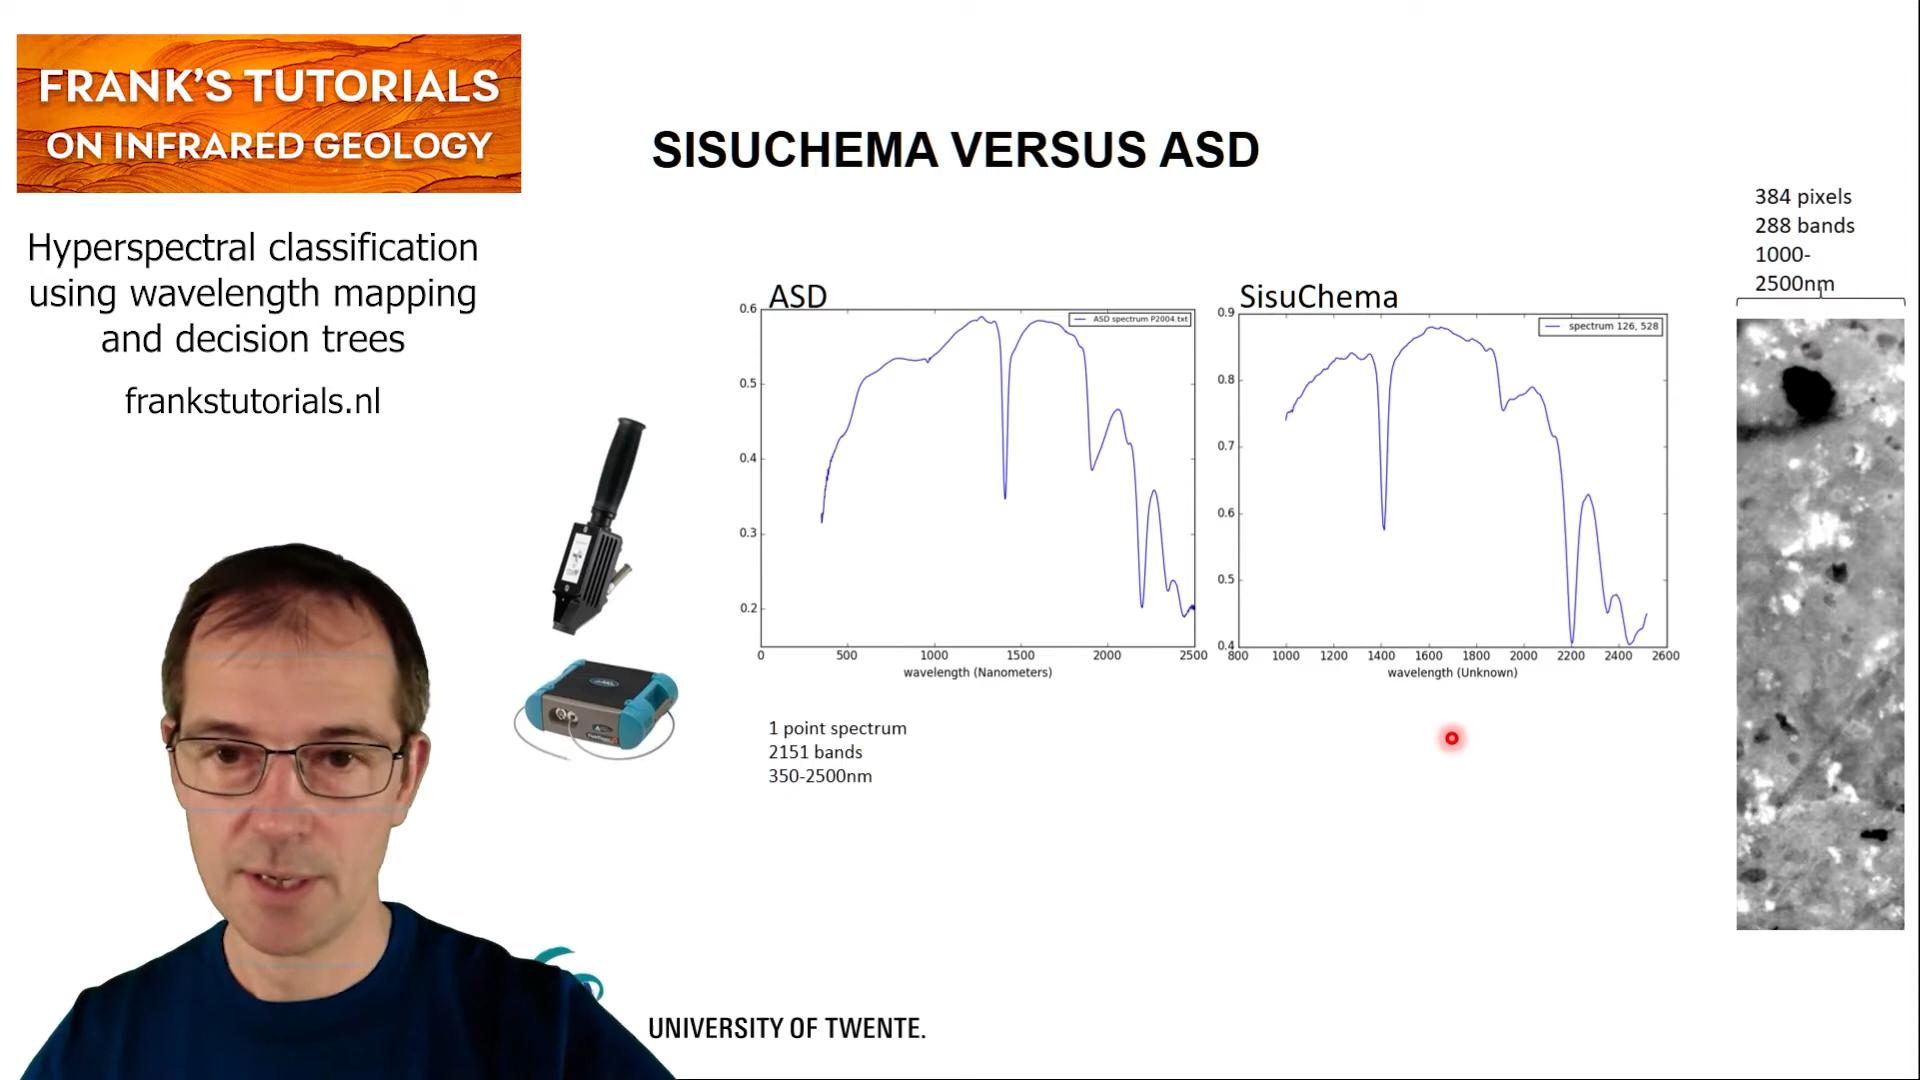 FRANK'S TUTORIALS
ON INFRARED GEOLOGY
Hyperspectral classification
using wavelength mapping
and decision trees
frankstutorials.nl
SISUCHEMA VERSUS ASD
ASD
ASD spectrum P2004.txt
0.6
0.5
0.4
0.3
0.2
0 500 1000 1500 2000 2500
wavelength (Nanometers)
1 point spectrum
2151 bands
350-2500nm
SisuChema
spectrum 126, 528
0.9
0.8
0.7
0.6
0.5
0.4
800 1000 1200 1400 1600 1800 2000 2200 2400 2600
wavelength (Unknown)
384 pixels
288 bands
1000-
2500nm
UNIVERSITY OF TWENTE.